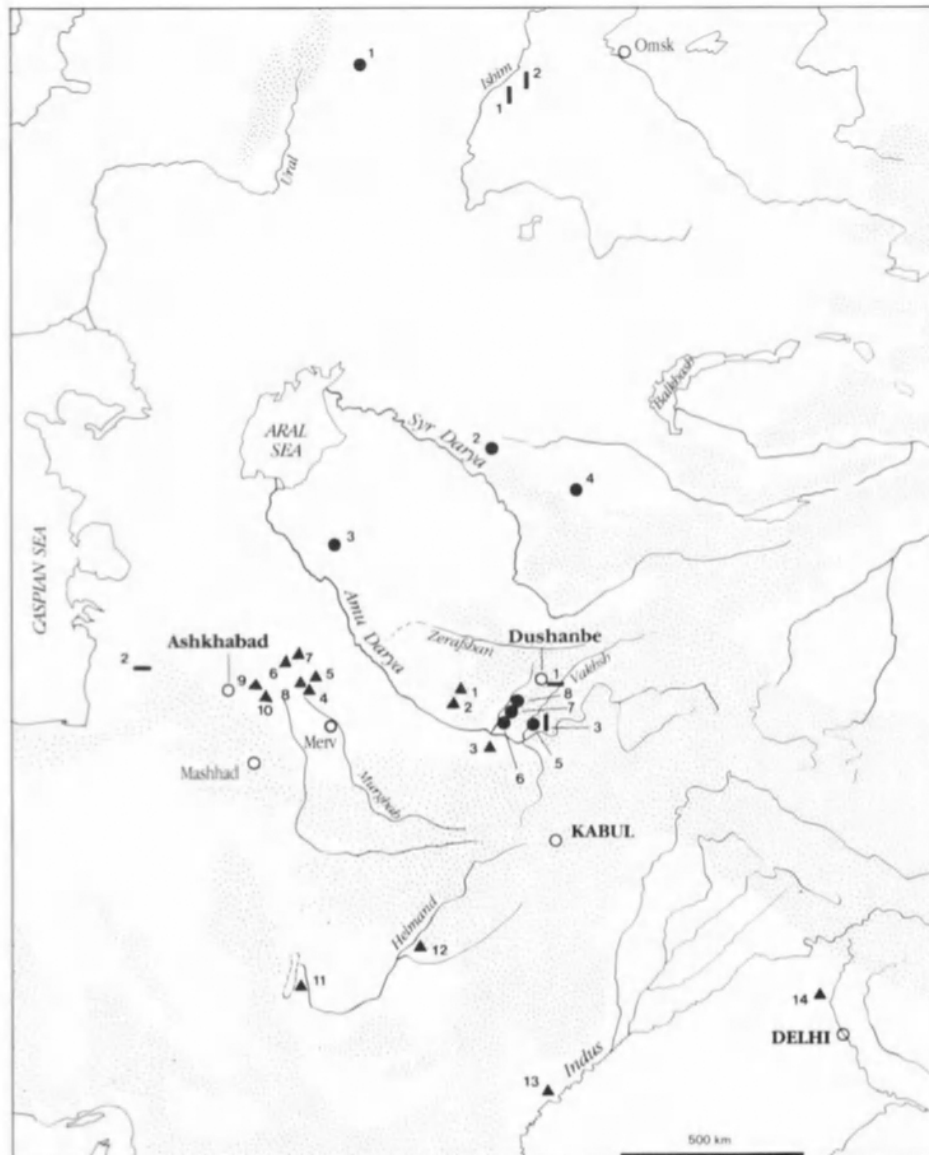 1
Omsk
Ishim
2
1
Ural
Balkhash
ARAL
SEA
Syr Darya
2
4
3
CASPIAN SEA
Amu Darya
Zerafshan
Dushanbe
Ashkhabad
2
7
6
9
5
8
4
10
1
2
1
Vakhsh
8
7
3
3
6
5
Merv
Mashhad
Murghab
KABUL
Helmand
12
11
14
DELHI
Indus
13
500 km